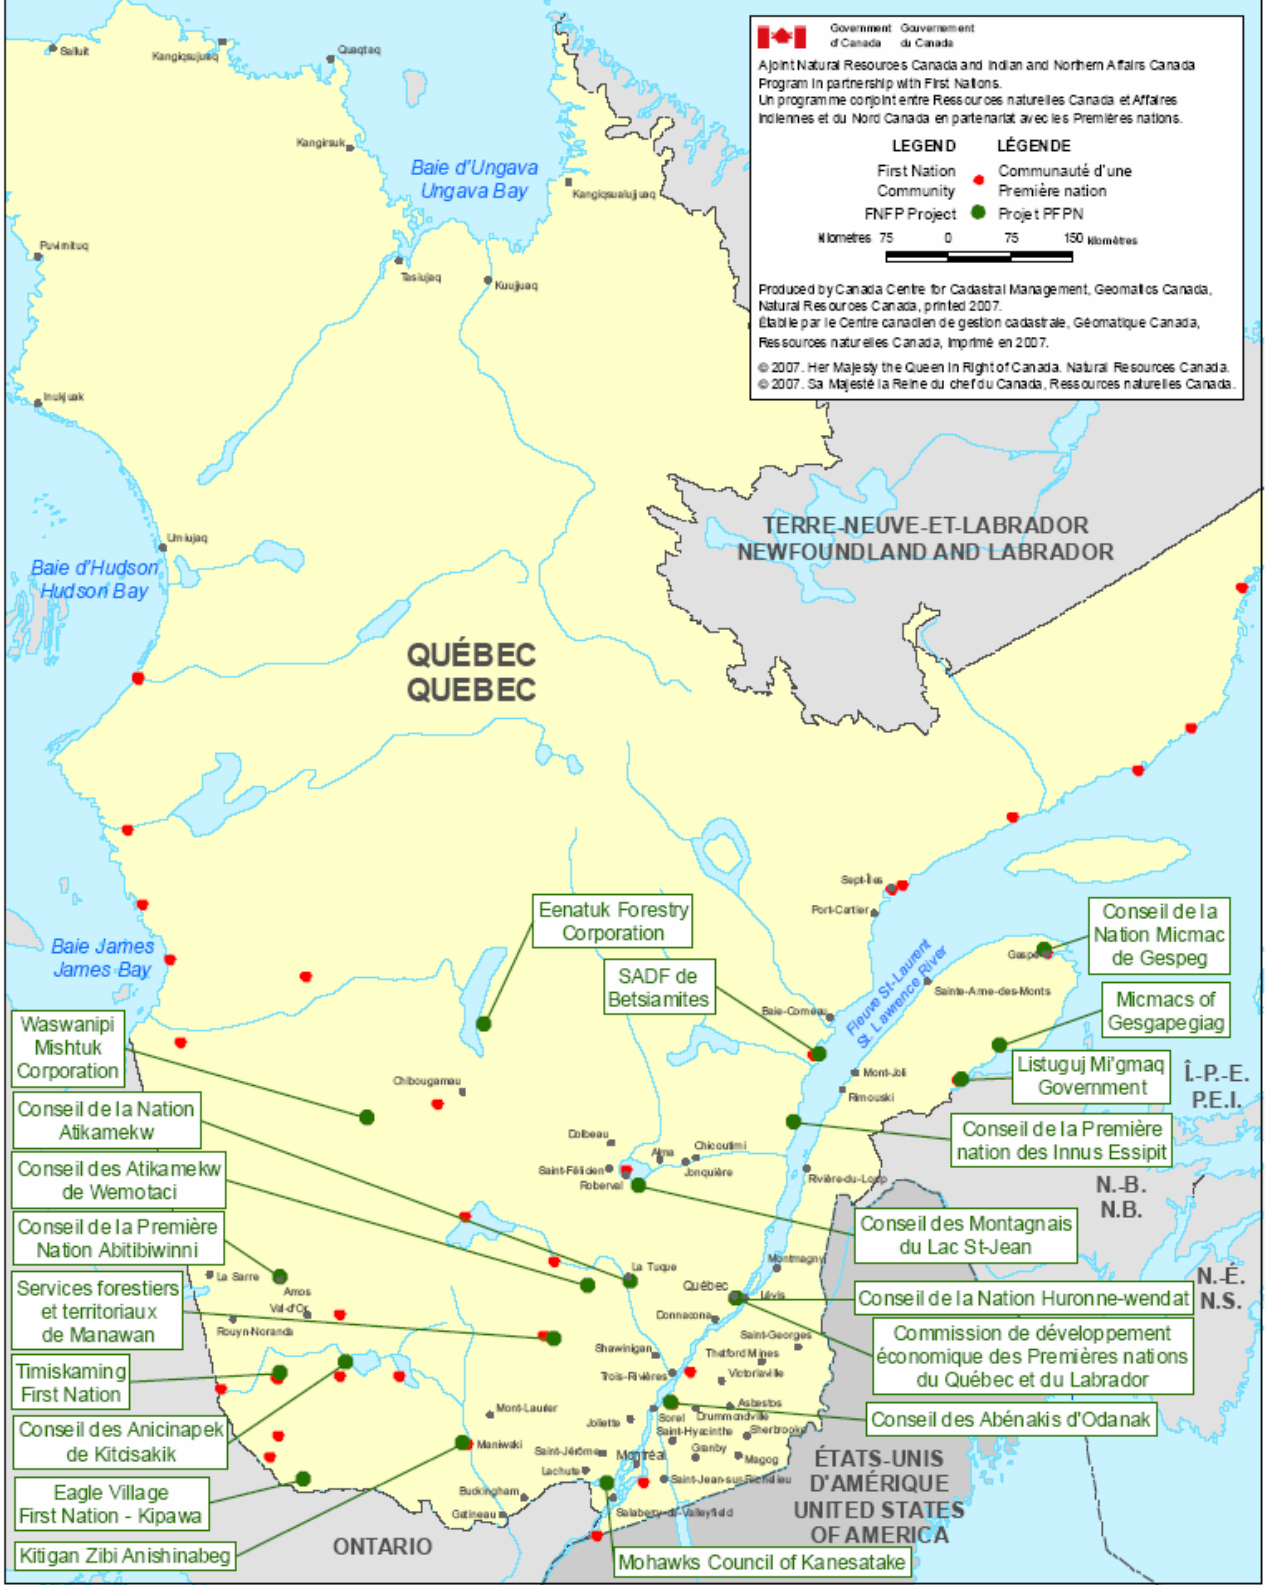 Government Gouvernement
of Canada du Canada
A joint Natural Resources Canada and Indian and Northern Affairs Canada
Program in partnership with First Nations.
Un programme conjoint entre Ressources naturelles Canada et Affaires
Indiennes et du Nord Canada en partenariat avec les Premières nations.
LEGEND LÉGENDE
First Nation Communauté d'une
Community Première nation
FNFP Project Projet PFPN
Kilometres 75 0 75 150 kilomètres
Produced by Canada Centre for Cadastral Management, Geomatics Canada,
Natural Resources Canada, printed 2007.
Établie par le Centre canadien de gestion cadastrale, Géomatique Canada,
Ressources naturelles Canada, imprimé en 2007.
© 2007. Her Majesty the Queen in Right of Canada. Natural Resources Canada.
© 2007. Sa Majesté la Reine du chef du Canada, Ressources naturelles Canada.
Salluit
Kangiqsujuaq
Quaqtaq
Kangirsuk
Baie d'Ungava
Ungava Bay
Kangiqsualujjuaq
Puvirnituq
Tasiujaq
Kuujjuaq
Inukjuak
TERRE-NEUVE-ET-LABRADOR
NEWFOUNDLAND AND LABRADOR
Umiujaq
Baie d'Hudson
Hudson Bay
QUÉBEC
QUEBEC
Sept-Îles
Port-Cartier
Eenatuk Forestry
Corporation
Conseil de la
Nation Micmac
de Gespeg
Gaspé
Baie James
James Bay
SADF de
Betsiamites
Fleuve St-Laurent
St. Lawrence River
Sainte-Anne-des-Monts
Micmacs of
Gesgapegiag
Baie-Comeau
Waswanipi
Mishtuk
Corporation
Listuguj Mi'gmaq
Government
Î.-P.-E.
P.E.I.
Mont-Joli
Rimouski
Chibougamau
Conseil de la Nation
Atikamekw
Conseil de la Première
nation des Innus Essipit
Dolbeau
Alma
Chicoutimi
Jonquière
Saint-Félicien
Roberval
Rivière-du-Loup
Conseil des Atikamekw
de Wemotaci
N.-B.
N.B.
Conseil de la Première
Nation Abitibiwinni
Conseil des Montagnais
du Lac St-Jean
La Sarre
Amos
Val-d'Or
Rouyn-Noranda
La Tuque
Montmagny
N.-É.
N.S.
Services forestiers
et territoriaux
de Manawan
Québec
Lévis
Donnacona
Conseil de la Nation Huronne-wendat
Commission de développement
économique des Premières nations
du Québec et du Labrador
Saint-Georges
Shawinigan
Thetford Mines
Trois-Rivières
Victoriaville
Timiskaming
First Nation
Mont-Laurier
Joliette
Sorel
Drummondville
Asbestos
Saint-Hyacinthe
Sherbrooke
Conseil des Abénakis d'Odanak
Conseil des Anicinapek
de Kitcisakik
Maniwaki
Saint-Jérôme
Montréal
Granby
Magog
Lachute
Saint-Jean-sur-Richelieu
ÉTATS-UNIS
D'AMÉRIQUE
UNITED STATES
OF AMERICA
Eagle Village
First Nation - Kipawa
Buckingham
Gatineau
Salaberry-de-Valleyfield
ONTARIO
Kitigan Zibi Anishinabeg
Mohawks Council of Kanesatake